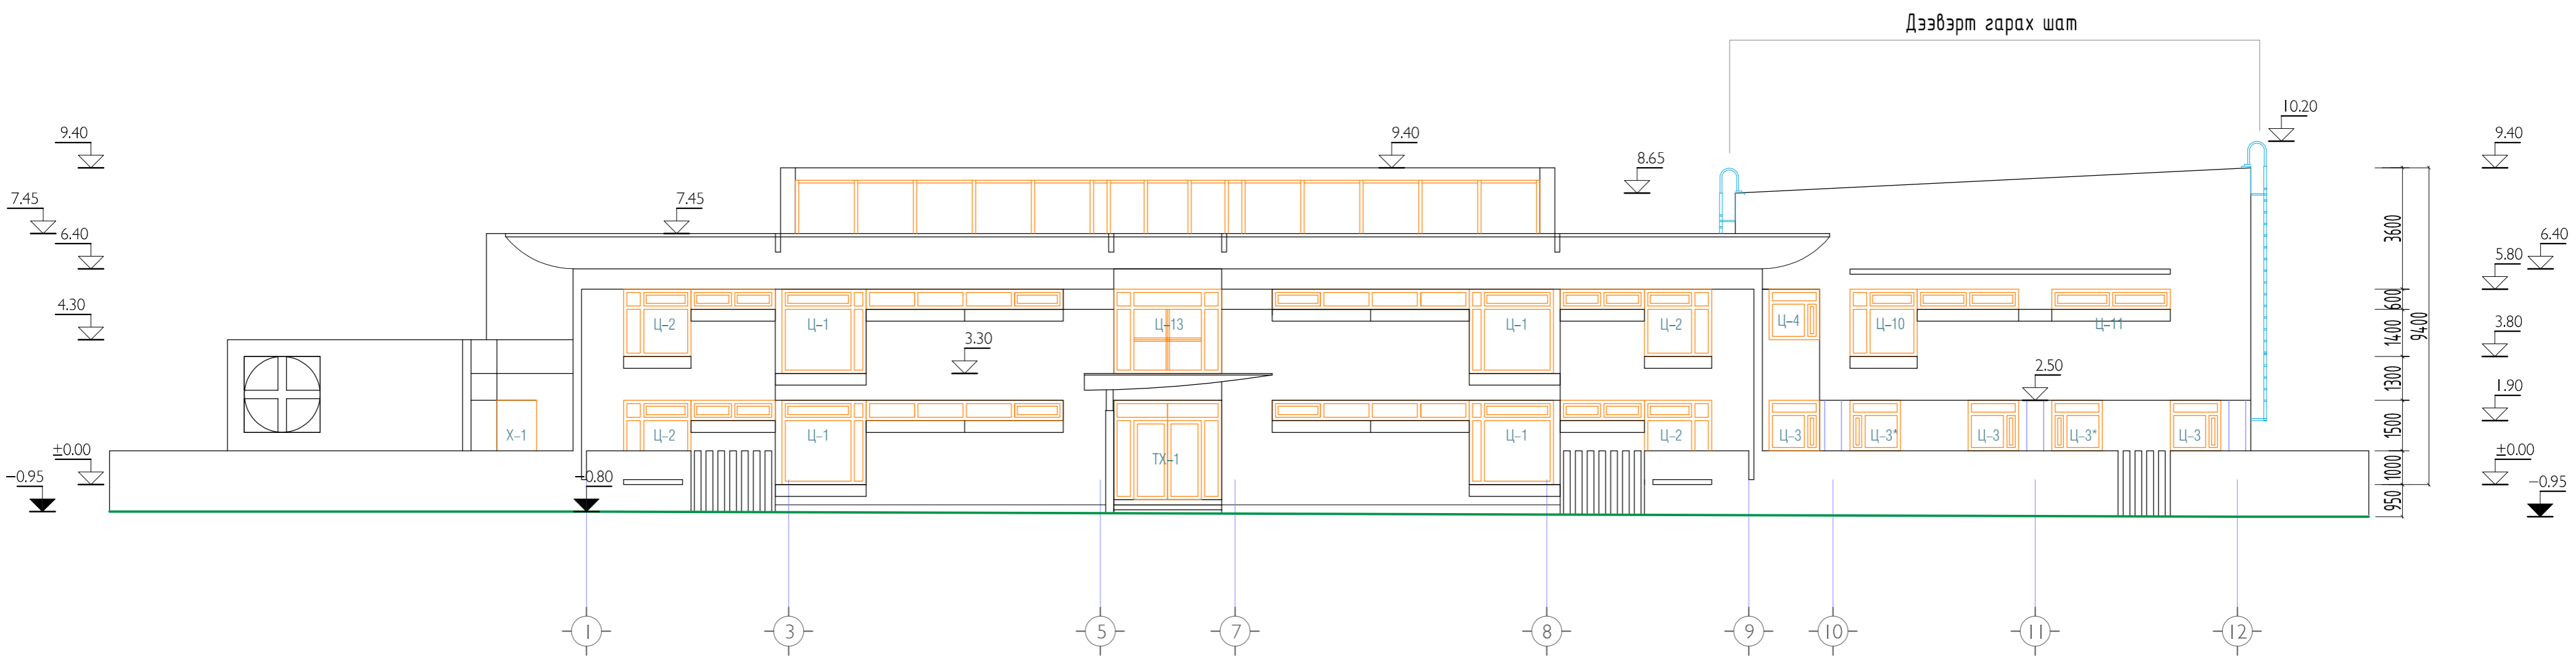 Дээвэрт гарах шат
10.20
9.40
9.40
9.40
8.65
7.45
7.45
6.40
6.40
5.80
4.30
3.80
3.30
2.50
1.90
3600
600
1400
9400
1300
1500
1000
950
Ц-2
Ц-1
Ц-13
Ц-1
Ц-2
Ц-4
Ц-10
Ц-11
Х-1
Ц-2
Ц-1
ТХ-1
Ц-1
Ц-2
Ц-3
Ц-3*
Ц-3
Ц-3*
Ц-3
±0.00
±0.00
-0.95
-0.80
-0.95
1
3
5
7
8
9
10
11
12